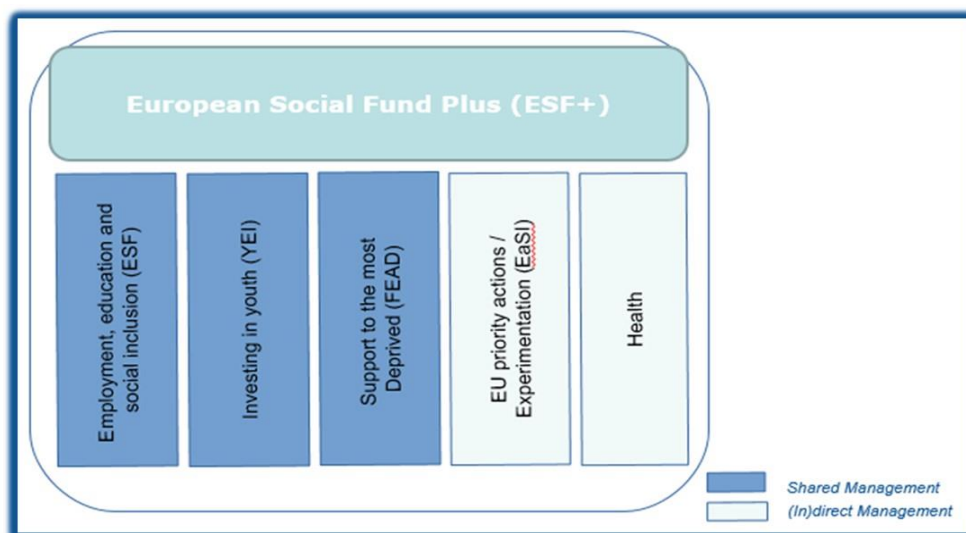 European Social Fund Plus (ESF+)
Employment, education and
social inclusion (ESF)
Investing in youth (YEI)
Support to the most
Deprived (FEAD)
EU priority actions /
Experimentation (EaSI)
Health
Shared Management
(In)direct Management